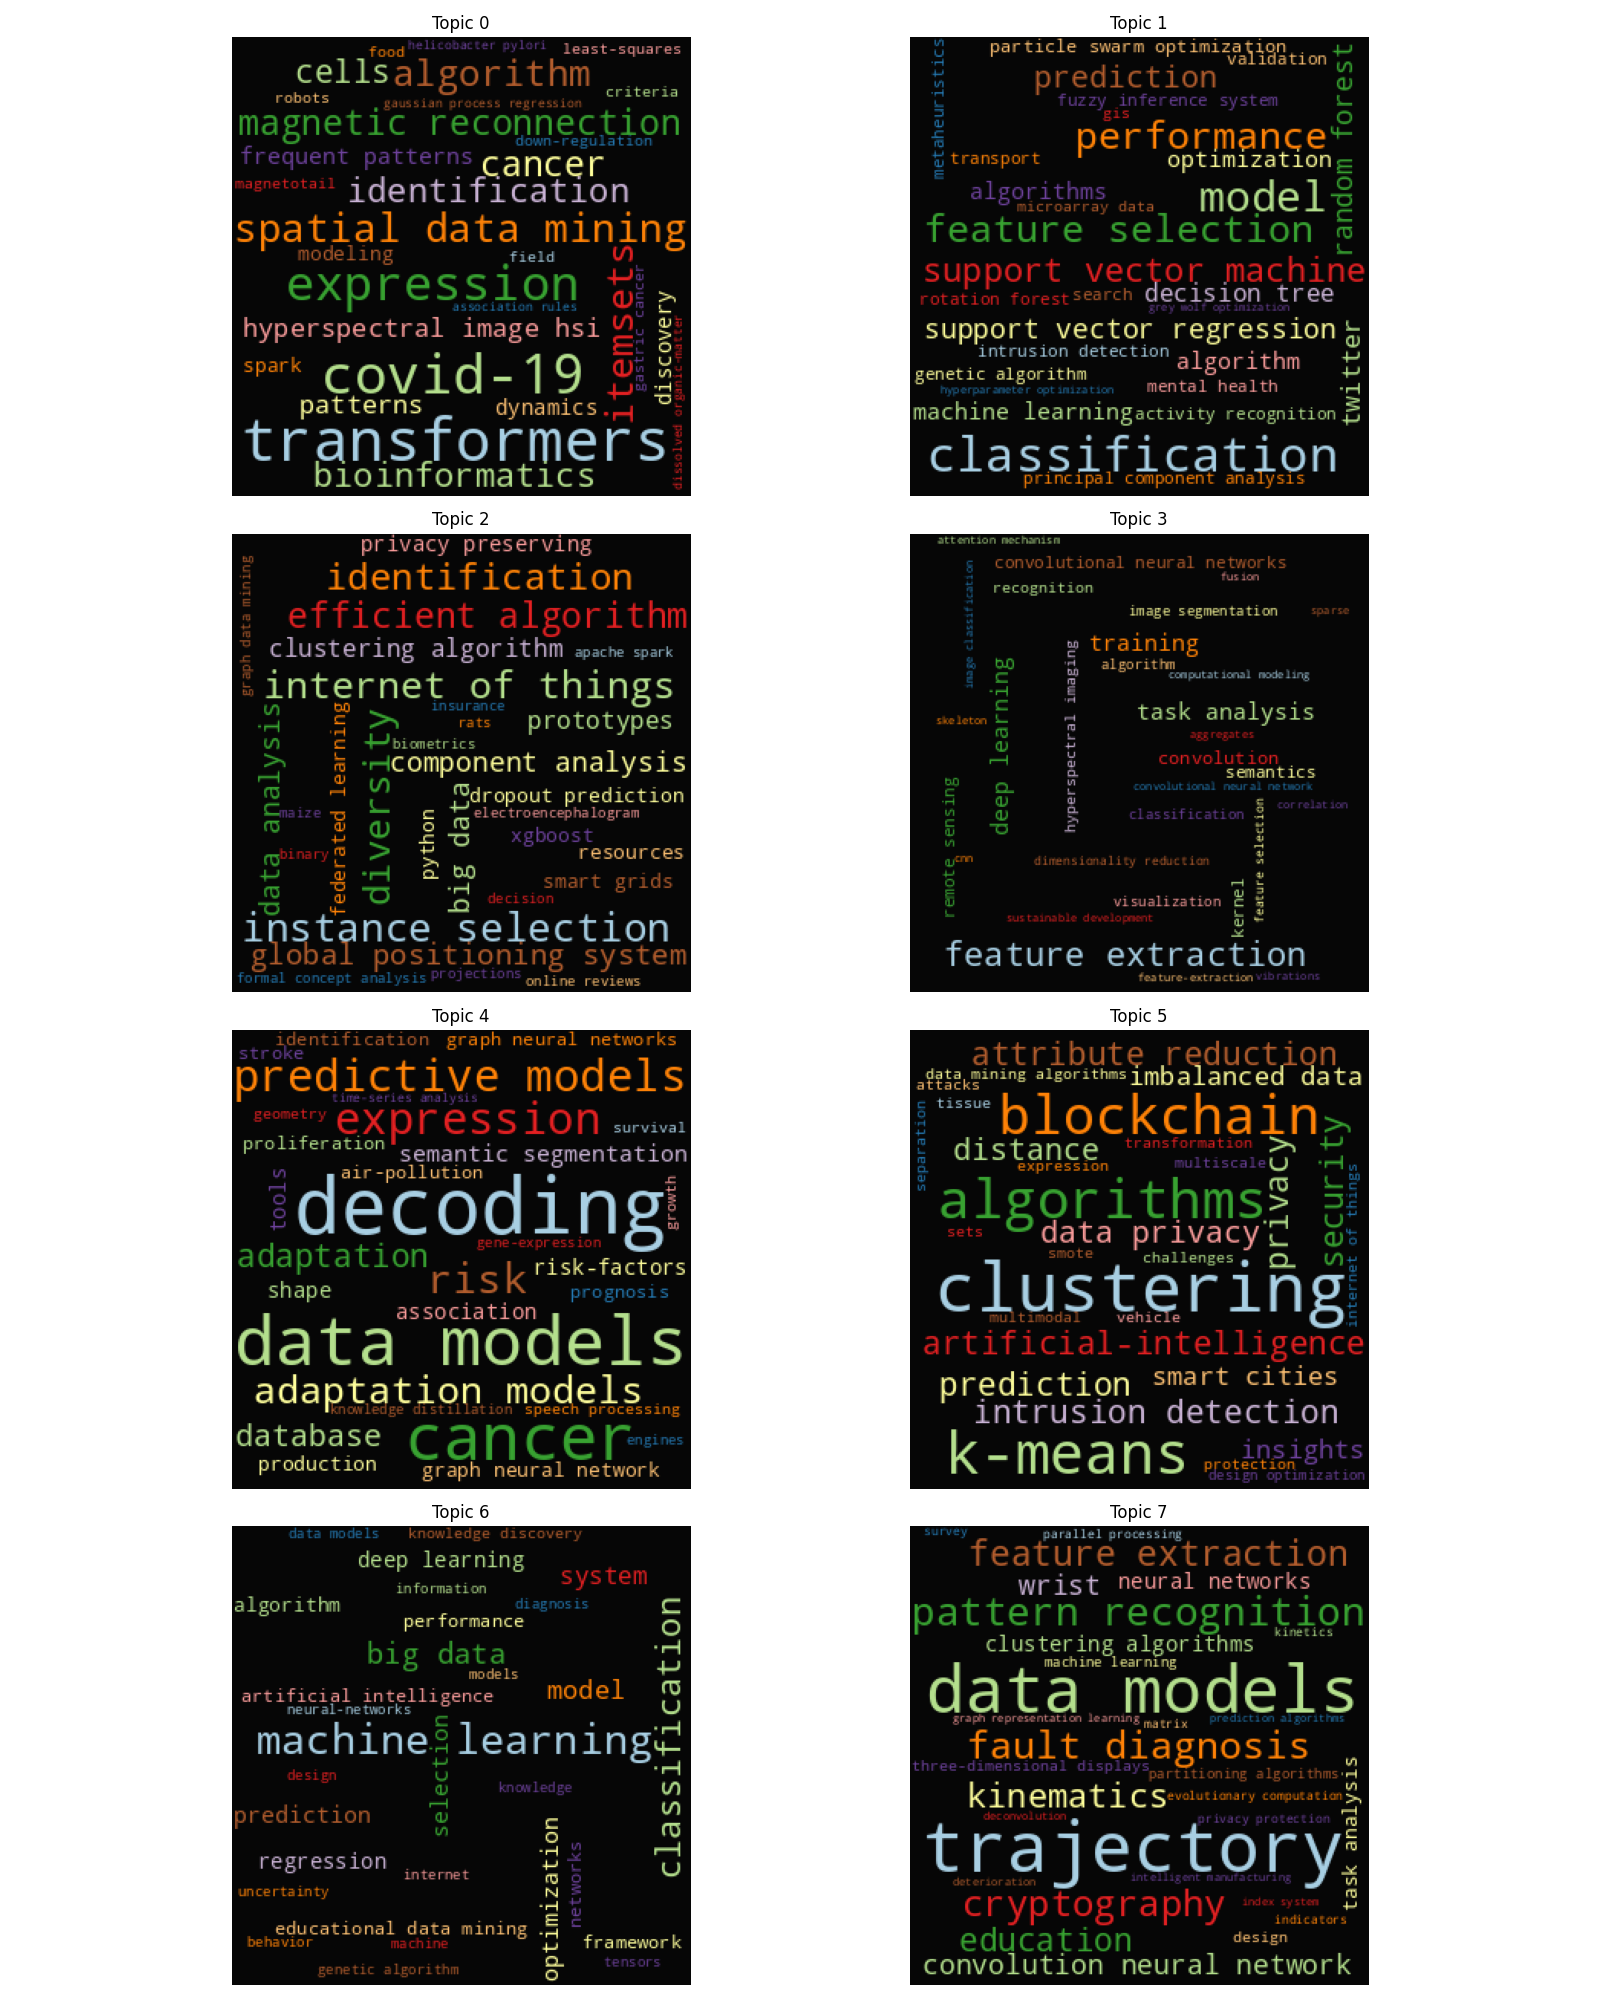 Topic 0
food
helicobacter pylori
least-squares
cells
algorithm
robots
gaussian process regression
criteria
magnetic reconnection
down-regulation
frequent patterns
cancer
magnetotail
identification
spatial data mining
modeling
field
expression
itemsets
gastric cancer
association rules
discovery
hyperspectral image hsi
spark
covid-19
patterns
dynamics
dissolved organic-matter
transformers
bioinformatics
Topic 1
metaheuristics
particle swarm optimization
validation
prediction
random forest
fuzzy inference system
gis
performance
transport
optimization
algorithms
model
microarray data
feature selection
support vector machine
rotation forest
search
decision tree
grey wolf optimization
support vector regression
twitter
intrusion detection
algorithm
genetic algorithm
hyperparameter optimization
mental health
machine learning
activity recognition
classification
principal component analysis
Topic 2
privacy preserving
graph data mining
identification
efficient algorithm
clustering algorithm
apache spark
internet of things
data analysis
federated learning
diversity
insurance
rats
prototypes
biometrics
component analysis
big data
dropout prediction
maize
python
electroencephalogram
xgboost
binary
resources
smart grids
decision
instance selection
global positioning system
formal concept analysis
projections
online reviews
Topic 3
attention mechanism
convolutional neural networks
image classification
fusion
recognition
image segmentation
sparse
training
hyperspectral imaging
deep learning
algorithm
computational modeling
task analysis
skeleton
aggregates
convolution
semantics
remote sensing
convolutional neural network
feature selection
correlation
classification
cnn
dimensionality reduction
visualization
kernel
sustainable development
feature extraction
feature-extraction
vibrations
Topic 4
identification
graph neural networks
stroke
predictive models
time-series analysis
geometry
expression
survival
proliferation
semantic segmentation
air-pollution
tools
decoding
growth
adaptation
gene-expression
risk
risk-factors
shape
prognosis
association
data models
adaptation models
knowledge distillation
speech processing
database
cancer
engines
production
graph neural network
Topic 5
attribute reduction
data mining algorithms
imbalanced data
attacks
separation
tissue
blockchain
distance
transformation
security
privacy
expression
multiscale
algorithms
internet of things
sets
data privacy
smote
challenges
clustering
multimodal
vehicle
artificial-intelligence
prediction
smart cities
intrusion detection
k-means
insights
protection
design optimization
Topic 6
data models
knowledge discovery
deep learning
system
information
algorithm
diagnosis
classification
performance
big data
models
artificial intelligence
model
neural-networks
selection
machine learning
design
knowledge
prediction
optimization
networks
regression
internet
uncertainty
educational data mining
behavior
machine
framework
genetic algorithm
tensors
Topic 7
survey
parallel processing
feature extraction
wrist
neural networks
pattern recognition
kinetics
clustering algorithms
machine learning
data models
graph representation learning
matrix
prediction algorithms
fault diagnosis
three-dimensional displays
partitioning algorithms
task analysis
kinematics
evolutionary computation
deconvolution
privacy protection
trajectory
intelligent manufacturing
deterioration
cryptography
index system
indicators
education
design
convolution neural network